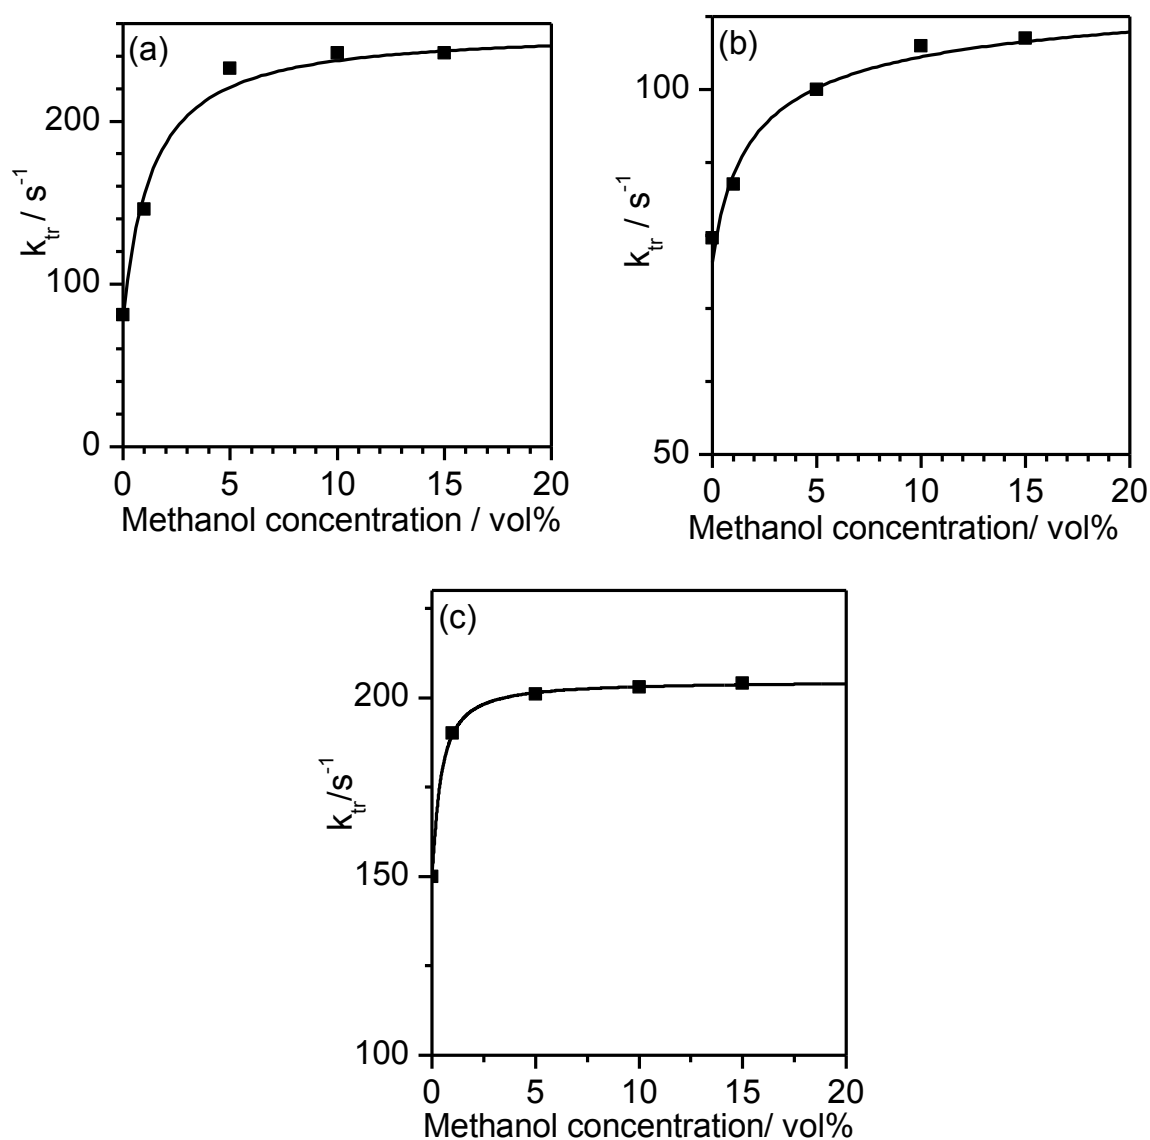 (a)
200
100
0
k_tr / s⁻¹
0 5 10 15 20
Methanol concentration / vol%
(b)
100
50
k_tr / s⁻¹
0 5 10 15 20
Methanol concentration/ vol%
(c)
200
150
100
k_tr/s⁻¹
0 5 10 15 20
Methanol concentration/ vol%